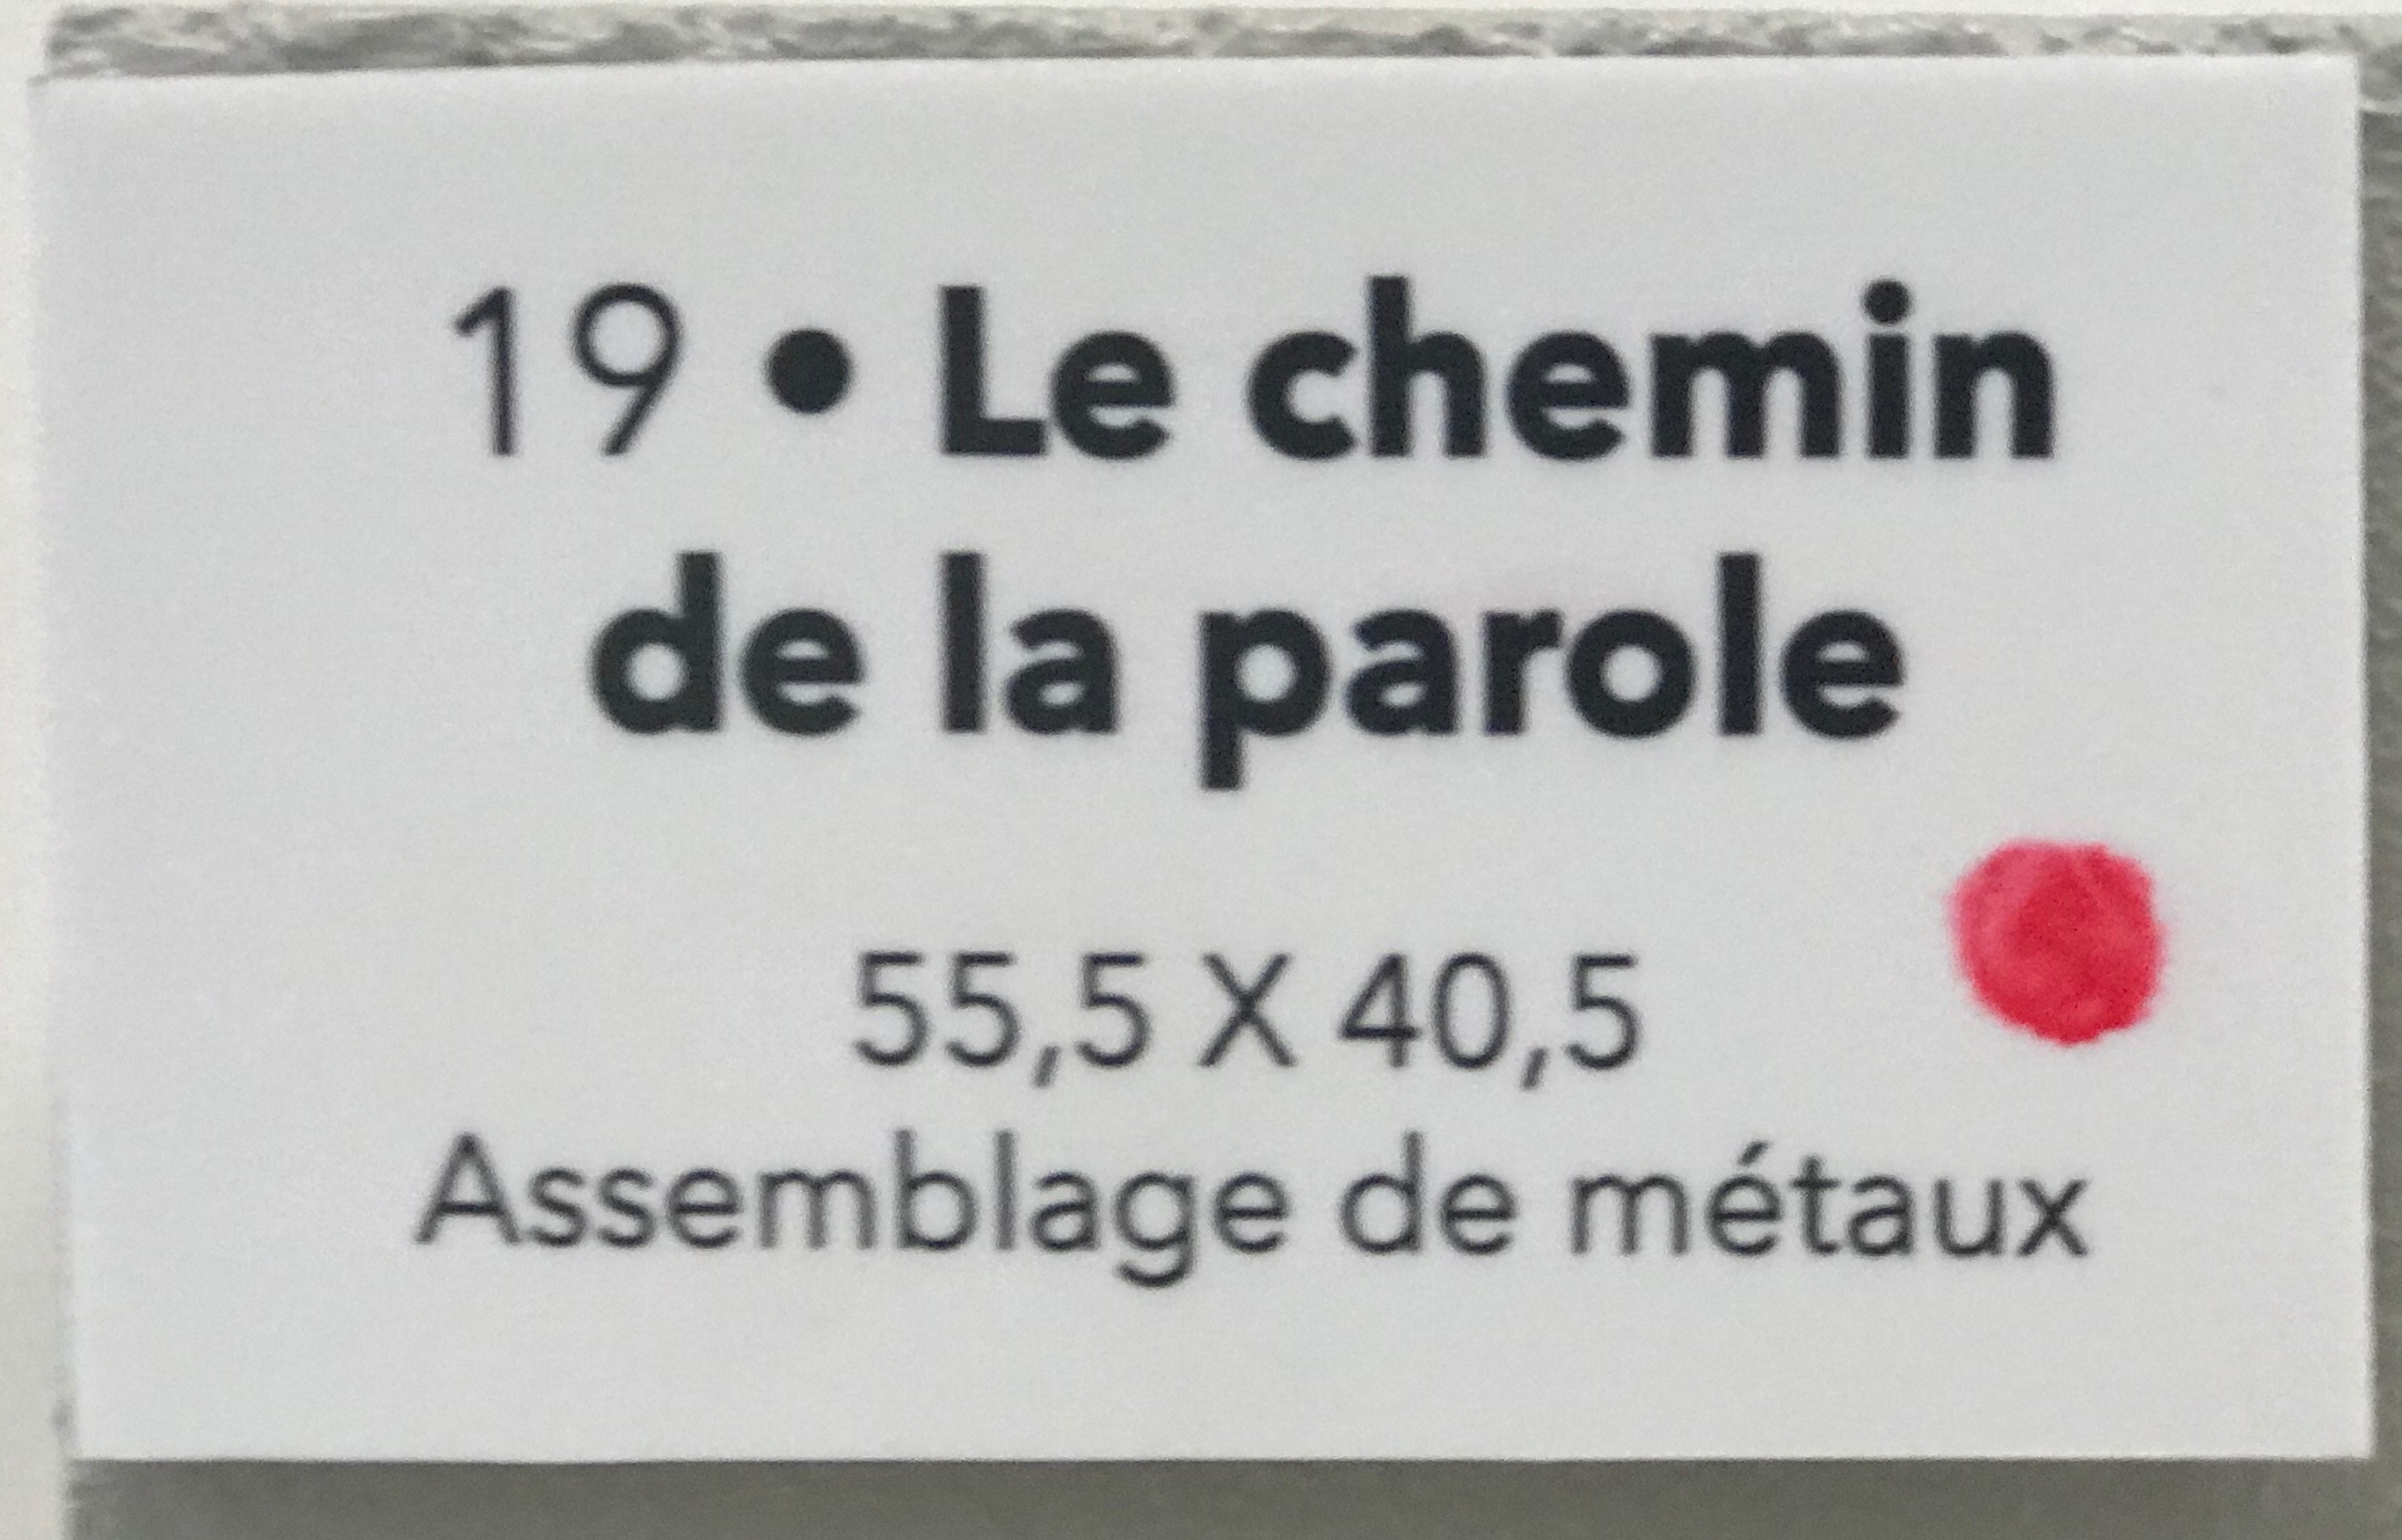 19 • Le chemin
de la parole
55,5 X 40,5
Assemblage de métaux